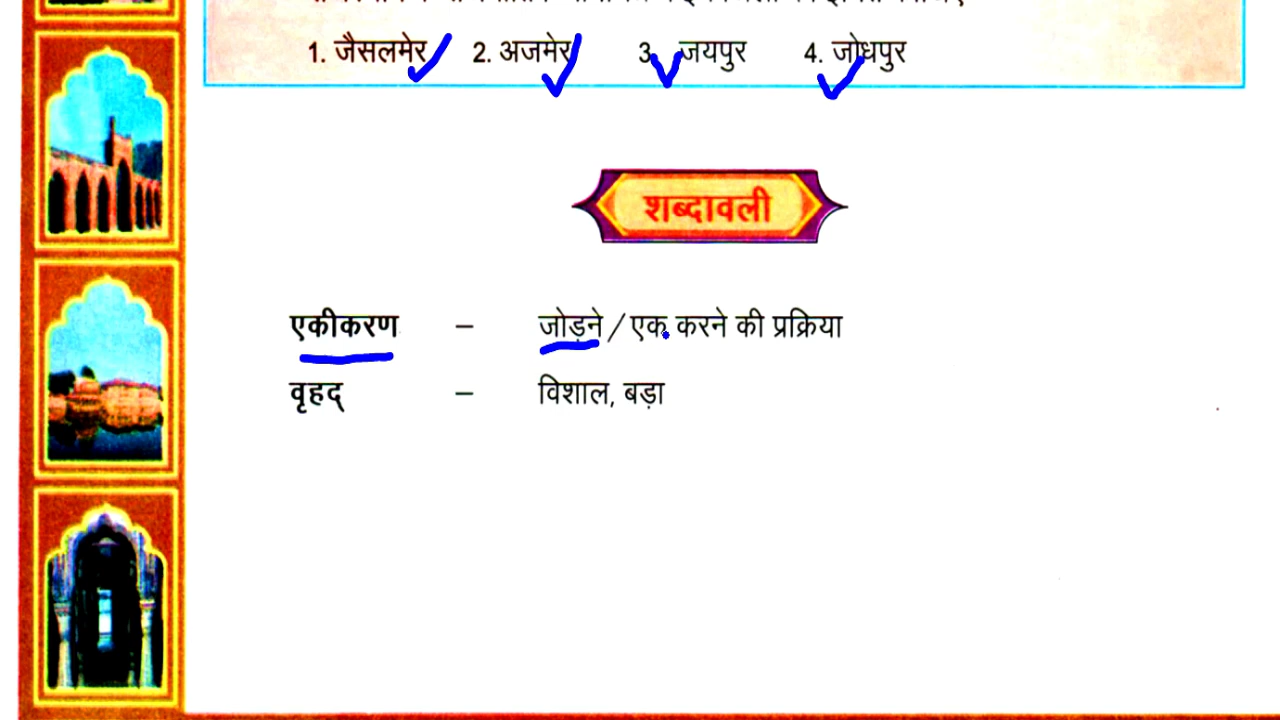 1. जैसलमेर 2. अजमेर 3. जयपुर 4. जोधपुर
शब्दावली
एकीकरण – जोड़ने / एक करने की प्रक्रिया
वृहद् – विशाल, बड़ा